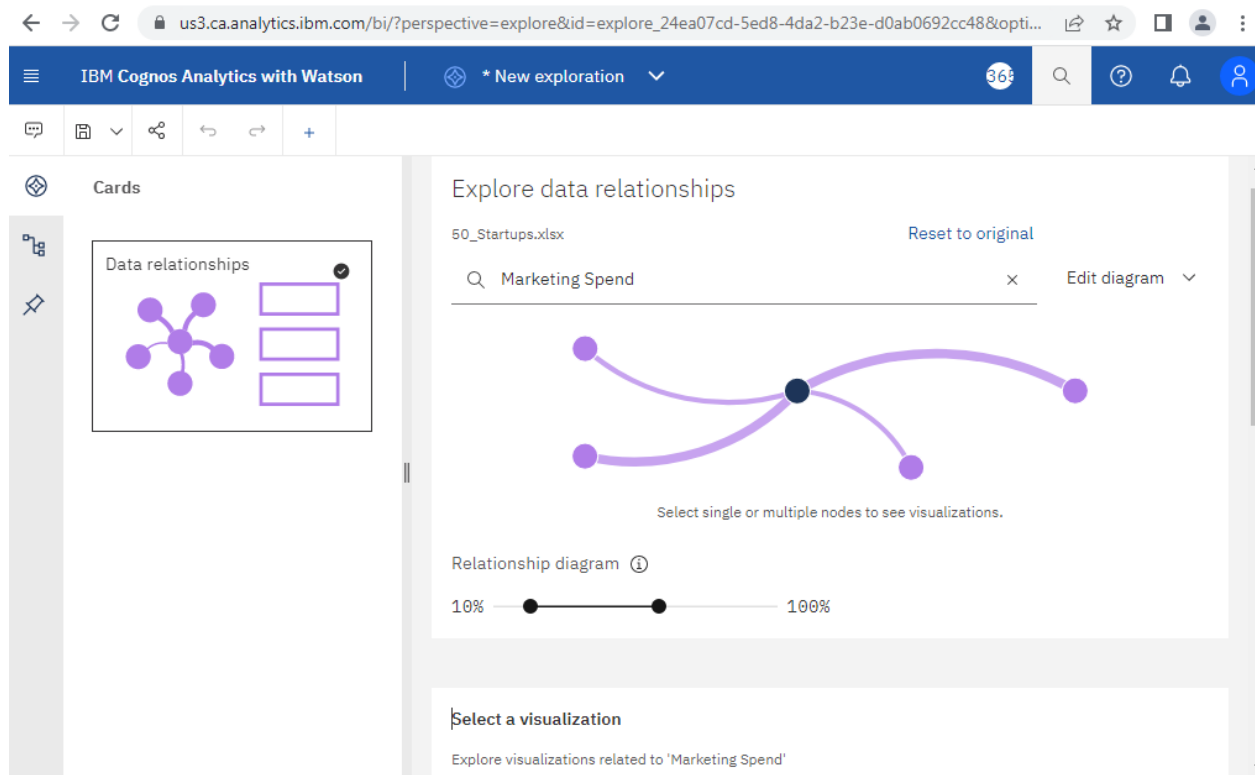 us3.ca.analytics.ibm.com/bi/?perspective=explore&id=explore_24ea07cd-5ed8-4da2-b23e-d0ab0692cc48&opti...
IBM Cognos Analytics with Watson
* New exploration
365
Cards
Data relationships
Explore data relationships
50_Startups.xlsx
Reset to original
Marketing Spend
Edit diagram
Select single or multiple nodes to see visualizations.
Relationship diagram
10%
100%
Select a visualization
Explore visualizations related to 'Marketing Spend'